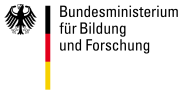 Bundesministerium
für Bildung
und Forschung